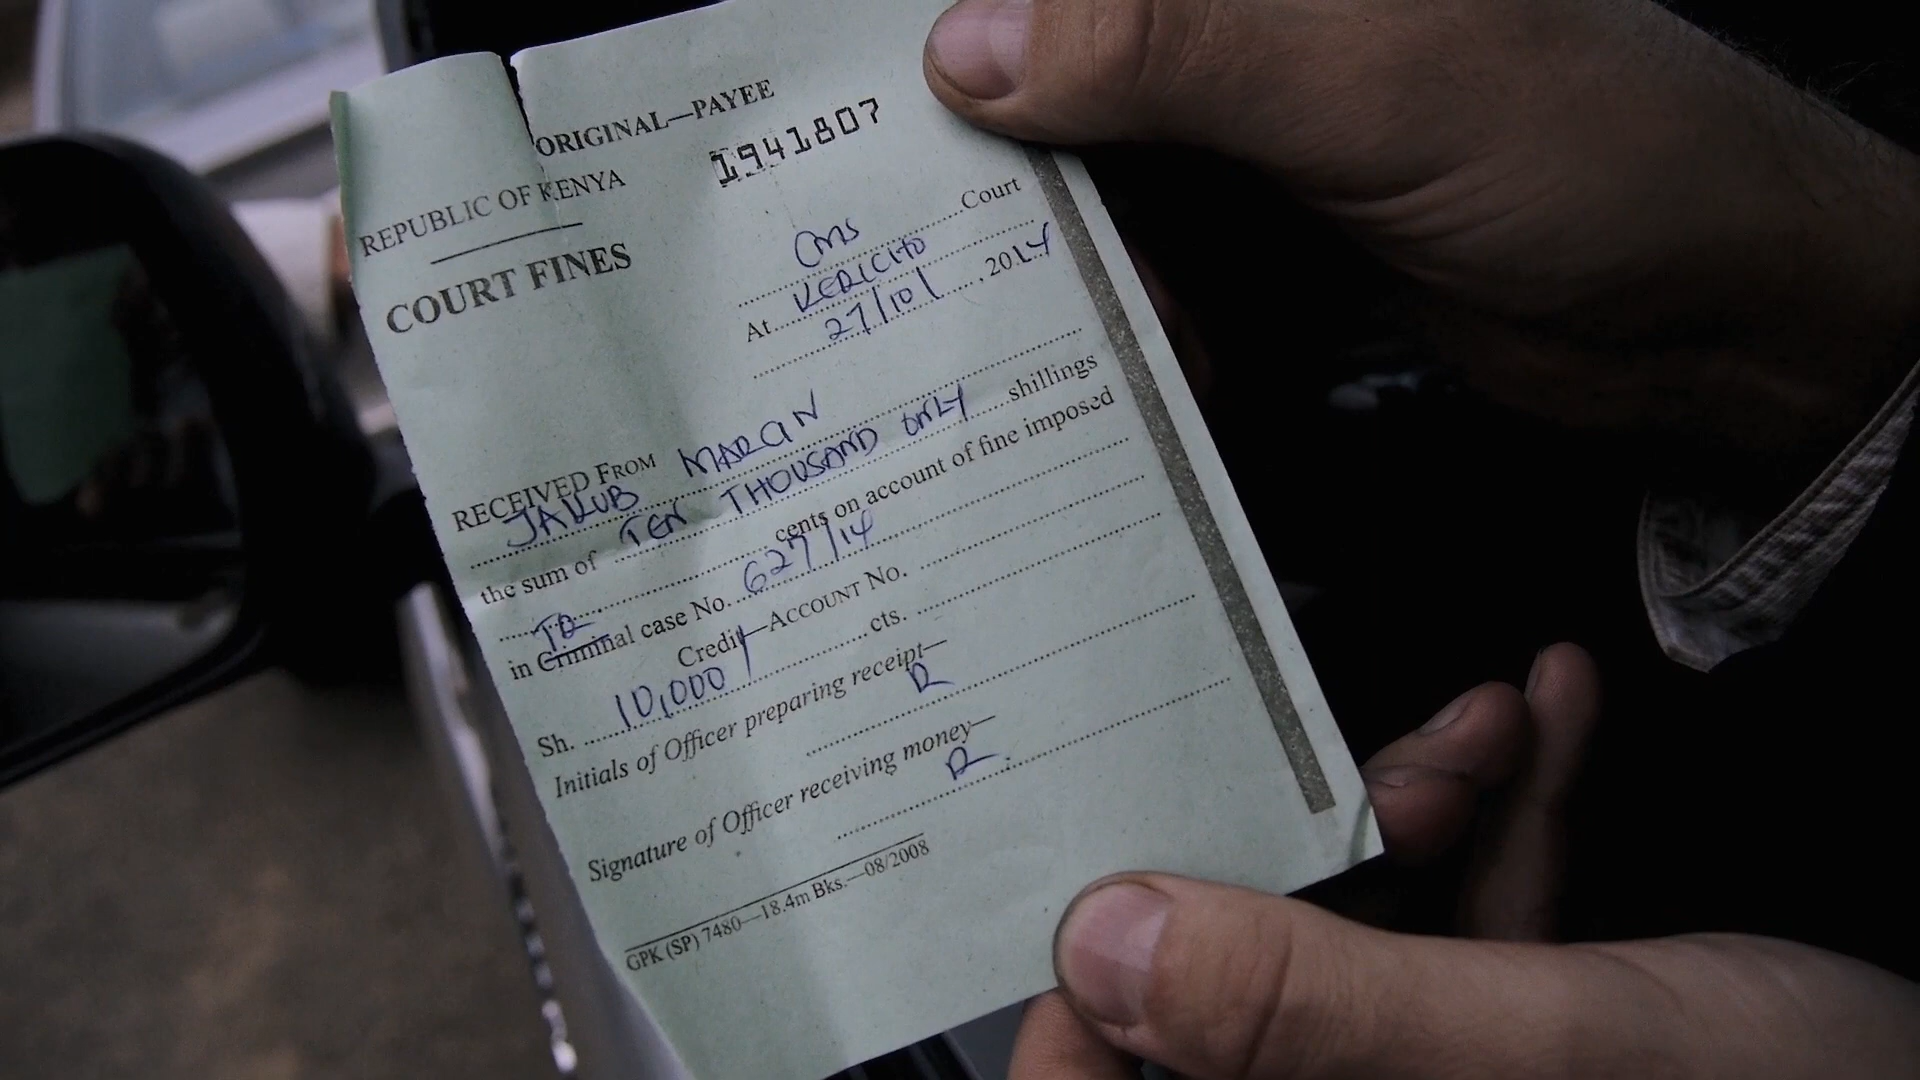 ORIGINAL—PAYEE
REPUBLIC OF KENYA
1941807
COURT FINES
CMS Court
At KERICHO
27/10/, 2014
RECEIVED FROM MARCIN
JAKUB
the sum of TEN THOUSAND ONLY shillings
cents on account of fine imposed
TR
in Criminal case No. 627/14
Credit—ACCOUNT No.
Sh. 10,000/ cts.
Initials of Officer preparing receipt—
Signature of Officer receiving money—
GPK (SP) 7480—18.4m Bks.—08/2008